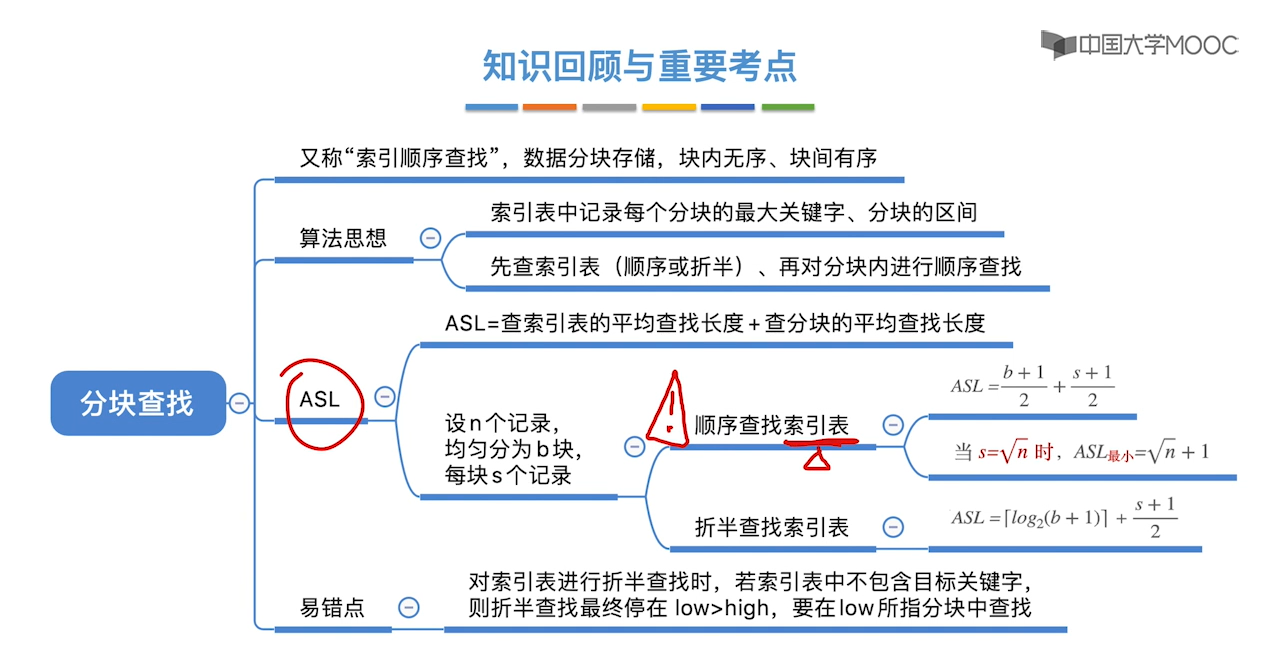 中国大学MOOC
知识回顾与重要考点
又称“索引顺序查找”，数据分块存储，块内无序、块间有序
算法思想
索引表中记录每个分块的最大关键字、分块的区间
先查索引表（顺序或折半）、再对分块内进行顺序查找
分块查找
ASL
ASL=查索引表的平均查找长度+查分块的平均查找长度
设n个记录，
均匀分为b块，
每块s个记录
!
顺序查找索引表
ASL = (b+1)/2 + (s+1)/2
当 s=√n 时，ASL最小=√n + 1
折半查找索引表
ASL = ⌈log₂(b+1)⌉ + (s+1)/2
易错点
对索引表进行折半查找时，若索引表中不包含目标关键字，
则折半查找最终停在 low>high，要在low所指分块中查找